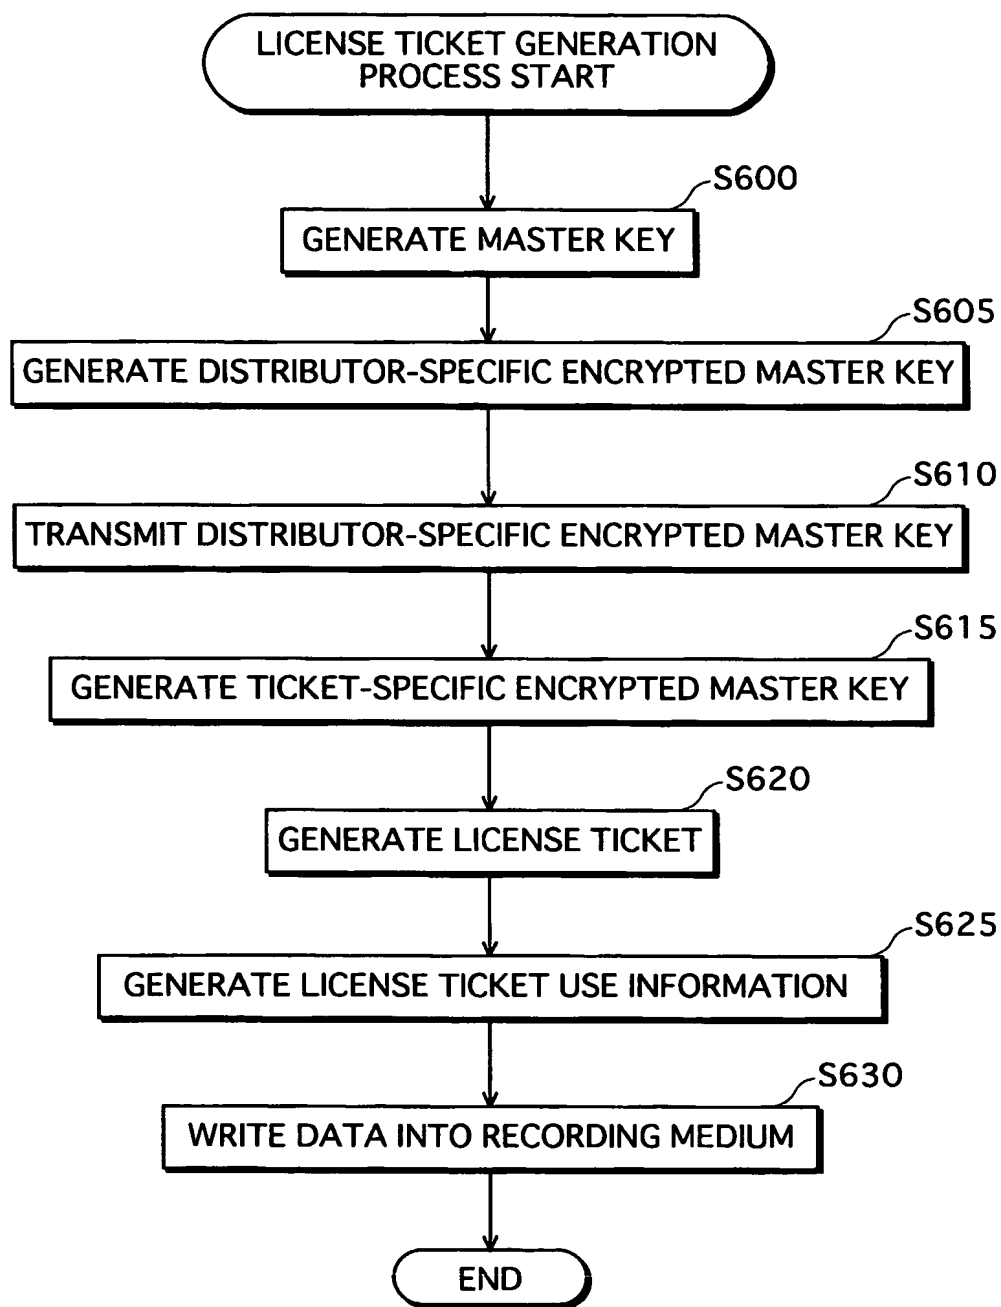 LICENSE TICKET GENERATION
PROCESS START
S600
GENERATE MASTER KEY
S605
GENERATE DISTRIBUTOR-SPECIFIC ENCRYPTED MASTER KEY
S610
TRANSMIT DISTRIBUTOR-SPECIFIC ENCRYPTED MASTER KEY
S615
GENERATE TICKET-SPECIFIC ENCRYPTED MASTER KEY
S620
GENERATE LICENSE TICKET
S625
GENERATE LICENSE TICKET USE INFORMATION
S630
WRITE DATA INTO RECORDING MEDIUM
END